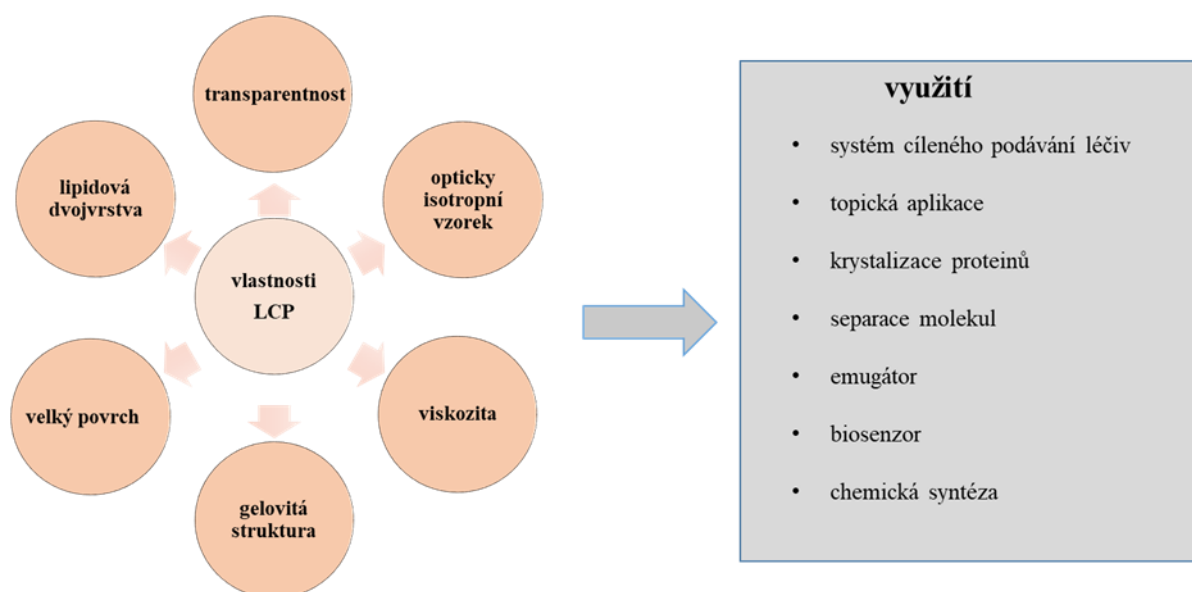 transparentnost
lipidová
dvojvrstva
opticky
isotropní
vzorek
vlastnosti
LCP
velký povrch
viskozita
gelovitá
struktura
využití
• systém cíleného podávání léčiv
• topická aplikace
• krystalizace proteinů
• separace molekul
• emugátor
• biosenzor
• chemická syntéza